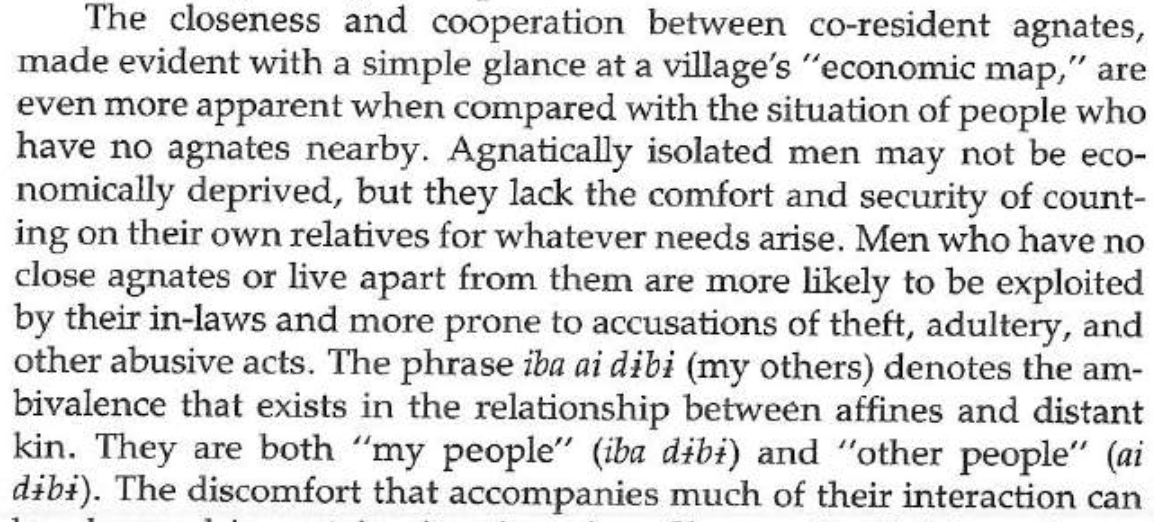 The closeness and cooperation between co-resident agnates,
made evident with a simple glance at a village's "economic map," are
even more apparent when compared with the situation of people who
have no agnates nearby. Agnatically isolated men may not be eco-
nomically deprived, but they lack the comfort and security of count-
ing on their own relatives for whatever needs arise. Men who have no
close agnates or live apart from them are more likely to be exploited
by their in-laws and more prone to accusations of theft, adultery, and
other abusive acts. The phrase iba ai dɨbɨ (my others) denotes the am-
bivalence that exists in the relationship between affines and distant
kin. They are both "my people" (iba dɨbɨ) and "other people" (ai
dɨbɨ). The discomfort that accompanies much of their interaction can